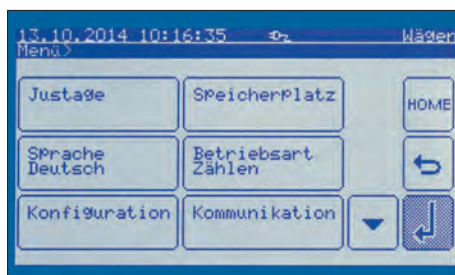 13.10.2014 10:16:35 Wägen
Menü>
Justage
Speicherplatz
HOME
Sprache
Deutsch
Betriebsart
Zählen
Konfiguration
Kommunikation